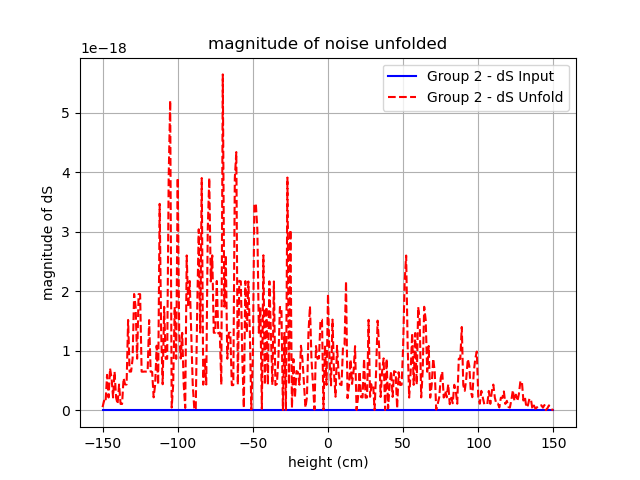 magnitude of noise unfolded
1e−18
Group 2 - dS Input
Group 2 - dS Unfold
5
4
3
2
1
0
magnitude of dS
−150
−100
−50
0
50
100
150
height (cm)